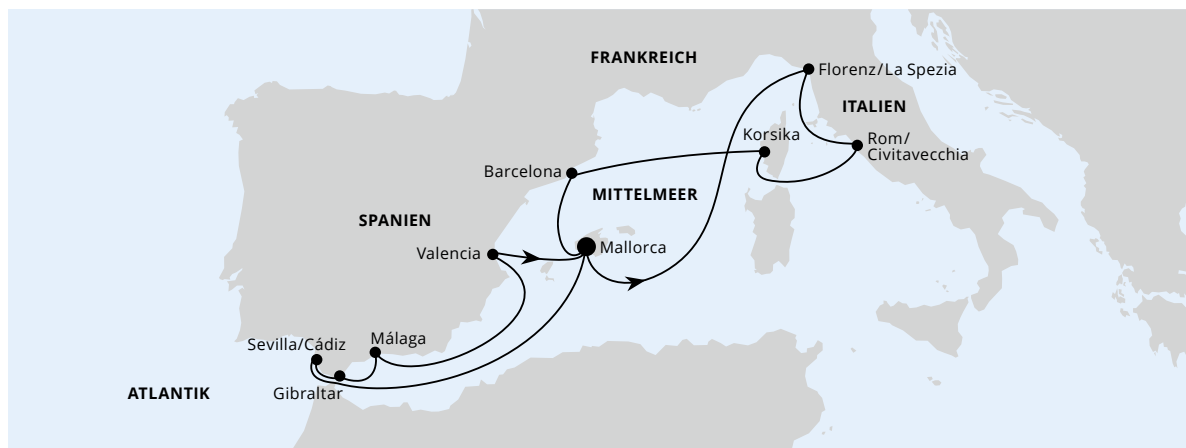 FRANKREICH
Florenz/La Spezia
ITALIEN
Korsika
Rom/
Civitavecchia
Barcelona
MITTELMEER
SPANIEN
Valencia
Mallorca
Málaga
Sevilla/Cádiz
Gibraltar
ATLANTIK